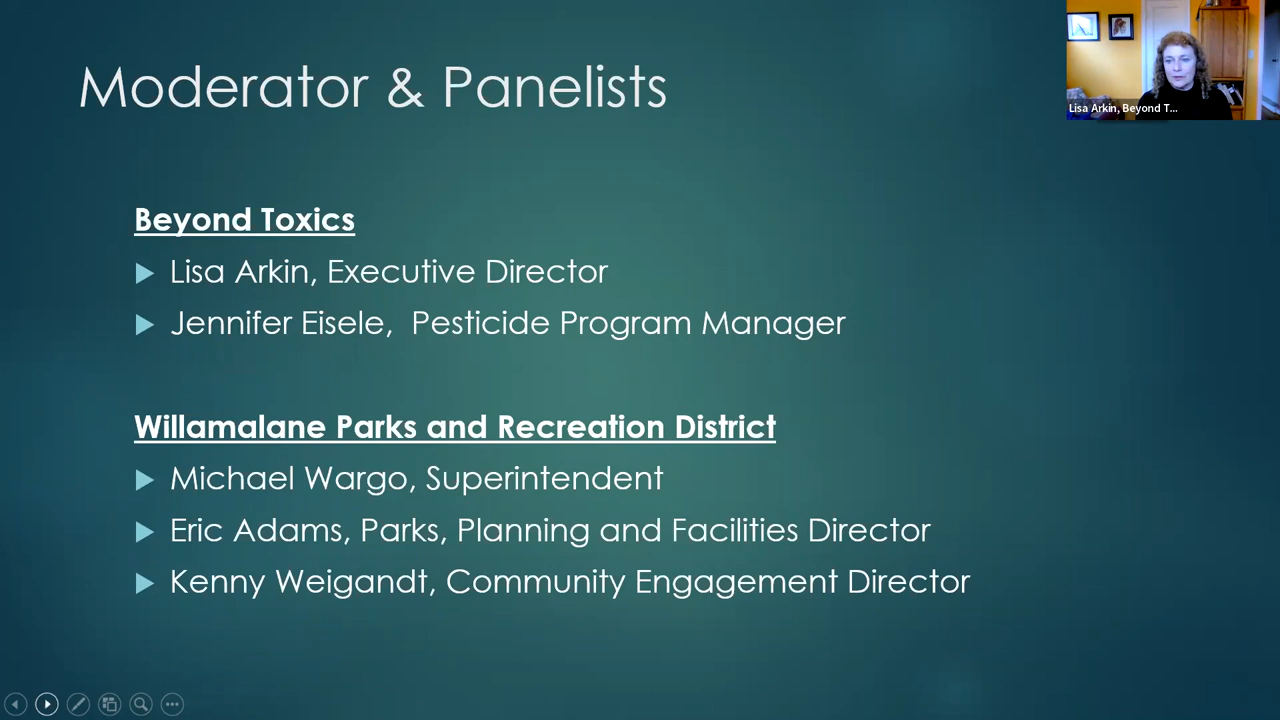 Moderator & Panelists
Lisa Arkin, Beyond T...
Beyond Toxics
Lisa Arkin, Executive Director
Jennifer Eisele,  Pesticide Program Manager
Willamalane Parks and Recreation District
Michael Wargo, Superintendent
Eric Adams, Parks, Planning and Facilities Director
Kenny Weigandt, Community Engagement Director